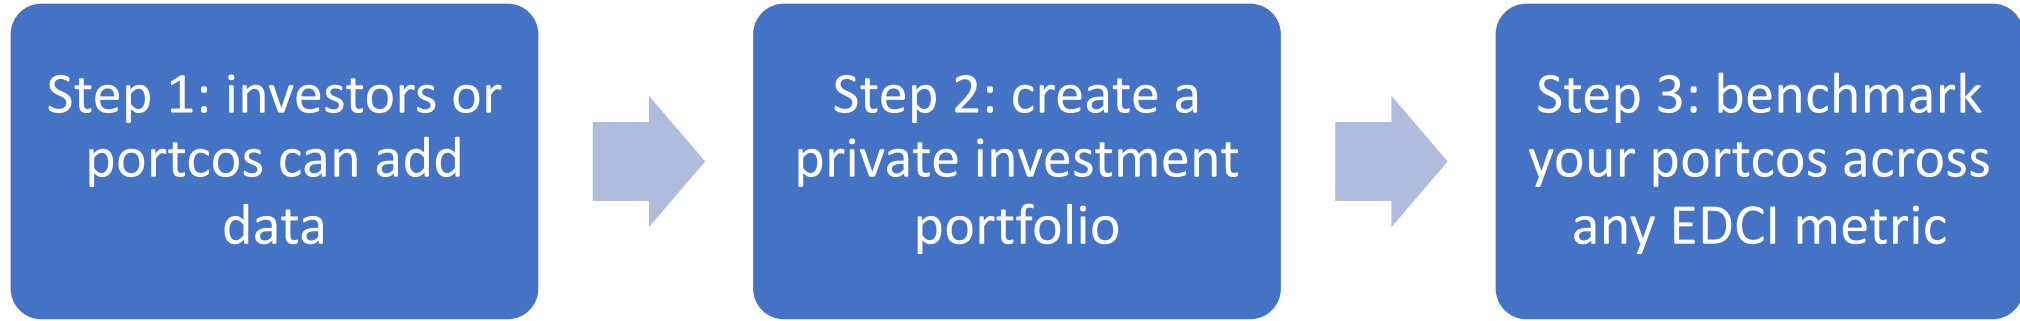 Step 1: investors or
portcos can add
data
Step 2: create a
private investment
portfolio
Step 3: benchmark
your portcos across
any EDCI metric